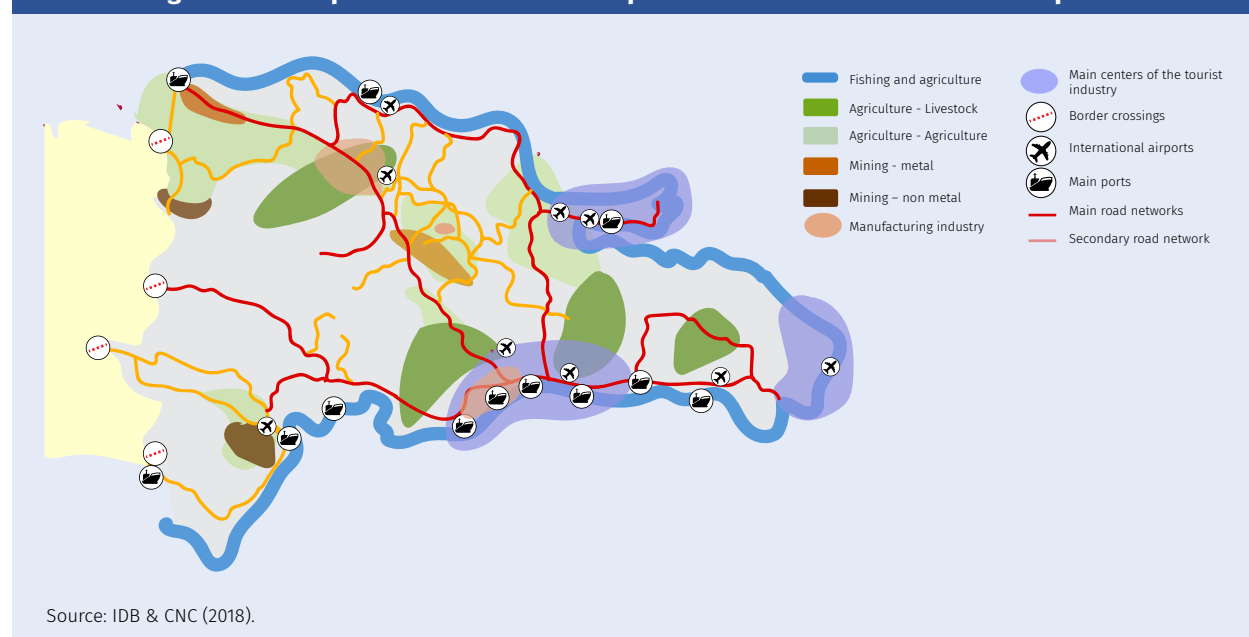 Fishing and agriculture
Agriculture - Livestock
Agriculture - Agriculture
Mining - metal
Mining – non metal
Manufacturing industry
Main centers of the tourist
industry
Border crossings
International airports
Main ports
Main road networks
Secondary road network
Source: IDB & CNC (2018).